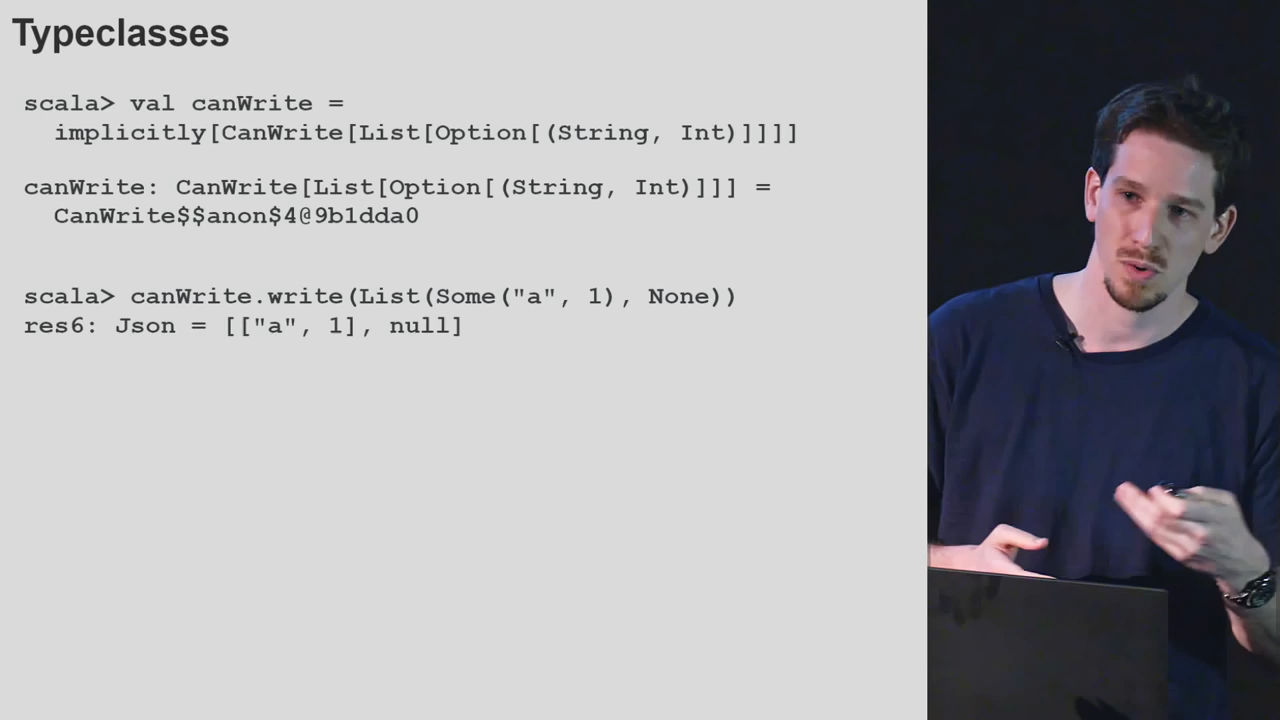 Typeclasses
scala> val canWrite =
implicitly[CanWrite[List[Option[(String, Int)]]]]
canWrite: CanWrite[List[Option[(String, Int)]]] =
CanWrite$$anon$4@9b1dda0
scala> canWrite.write(List(Some("a", 1), None))
res6: Json = [["a", 1], null]